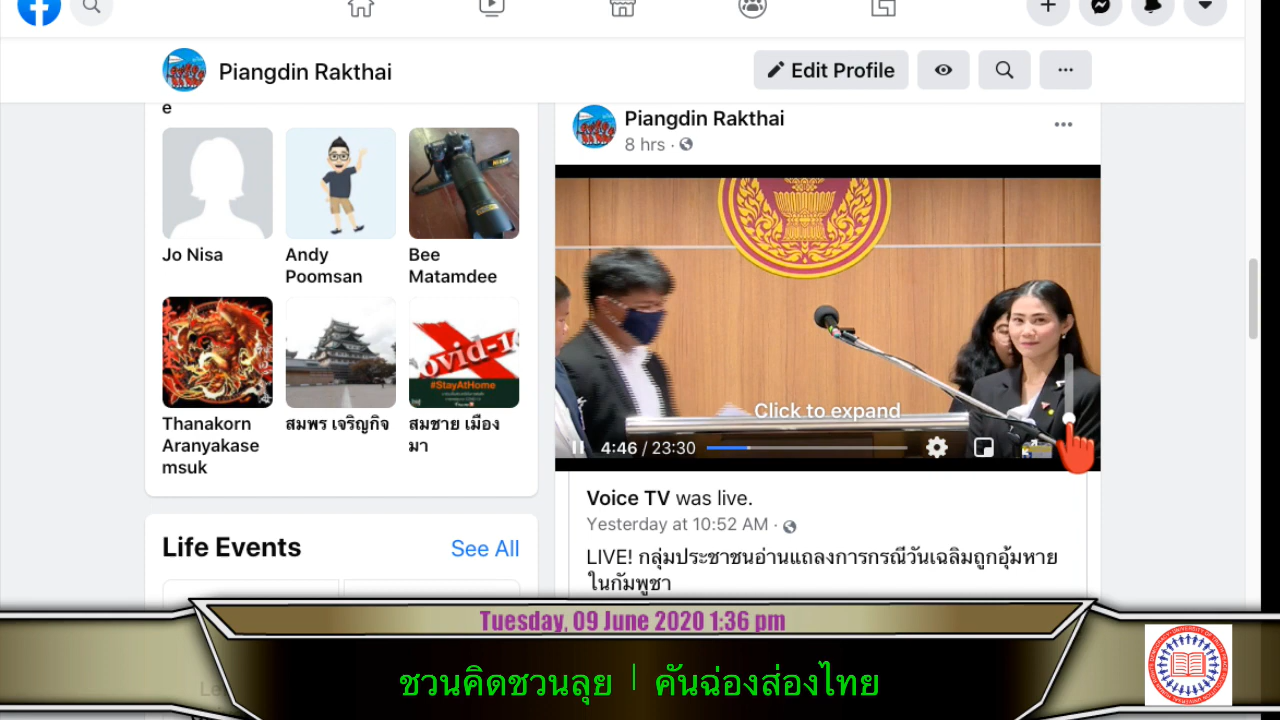 Piangdin Rakthai
Edit Profile
e
Jo Nisa
Andy
Poomsan
Bee
Matamdee
Thanakorn
Aranyakase
msuk
สมพร เจริญกิจ
สมชาย เมือง
มา
ovid-1
#StayAtHome
Life Events
See All
Piangdin Rakthai
8 hrs
Click to expand
4:46 / 23:30
Voice TV was live.
Yesterday at 10:52 AM
LIVE! กลุ่มประชาชนอ่านแถลงการกรณีวันเฉลิมถูกอุ้มหาย
ในกัมพูชา
Tuesday, 09 June 2020 1:36 pm
ชวนคิดชวนลุย | คันฉ่องส่องไทย